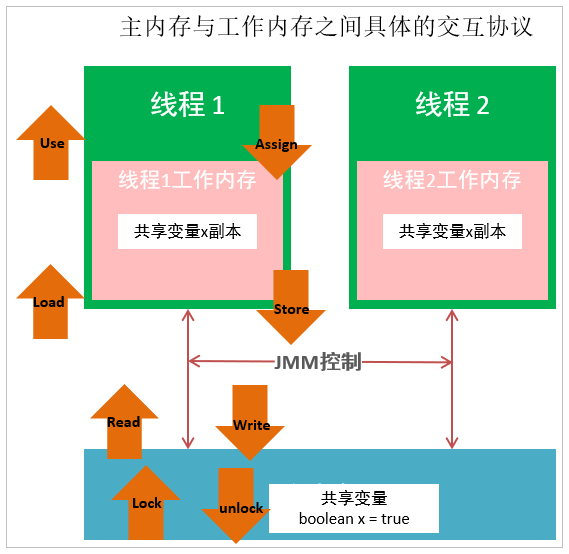 主内存与工作内存之间具体的交互协议
线程 1
线程 2
Use
Assign
线程1工作内存
线程2工作内存
共享变量x副本
共享变量x副本
Load
Store
JMM控制
Read
Write
Lock
unlock
共享变量
boolean x = true